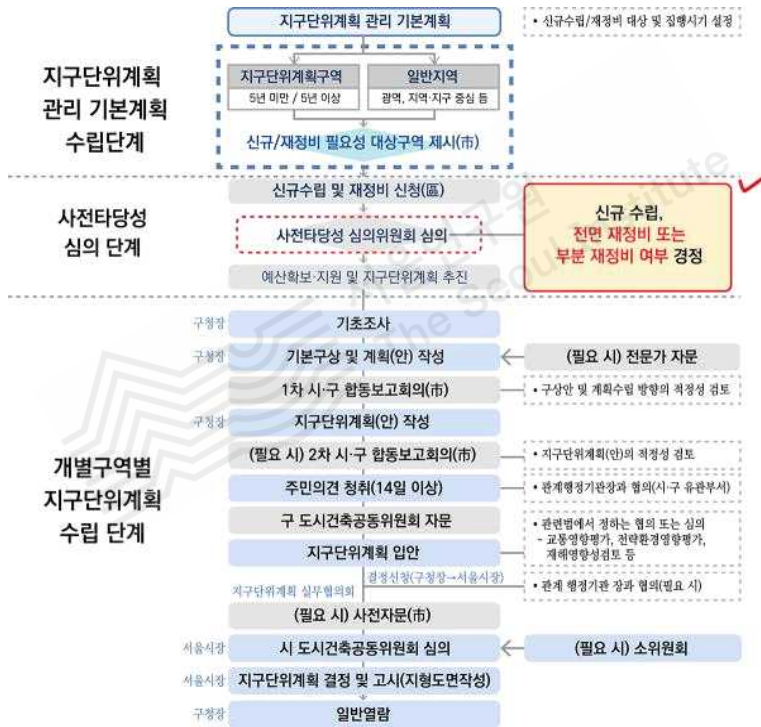 지구단위계획 관리 기본계획
• 신규수립/재정비 대상 및 집행시기 설정
지구단위계획
관리 기본계획
수립단계
지구단위계획구역
5년 미만 / 5년 이상
일반지역
광역, 지역·지구 중심 등
신규/재정비 필요성 대상구역 제시(市)
사전타당성
심의 단계
신규수립 및 재정비 신청(區)
사전타당성 심의위원회 심의
예산확보·지원 및 지구단위계획 추진
신규 수립,
전면 재정비 또는
부분 재정비 여부 결정
개별구역별
지구단위계획
수립 단계
구청장
기초조사
구청장
기본구상 및 계획(안) 작성
(필요 시) 전문가 자문
1차 시·구 합동보고회의(市)
• 구상안 및 계획수립 방향의 적정성 검토
구청장
지구단위계획(안) 작성
(필요 시) 2차 시·구 합동보고회의(市)
• 지구단위계획(안)의 적정성 검토
주민의견 청취(14일 이상)
• 관계행정기관장과 협의(시·구 유관부서)
구 도시건축공동위원회 자문
• 관련법에서 정하는 협의 또는 심의
- 교통영향평가, 전략환경영향평가,
재해영향성검토 등
지구단위계획 입안
결정신청(구청장→서울시장)
지구단위계획 실무협의회
• 관계 행정기관 장과 협의(필요 시)
(필요 시) 사전자문(市)
서울시장
시 도시건축공동위원회 심의
(필요 시) 소위원회
서울시장
지구단위계획 결정 및 고시(지형도면작성)
구청장
일반열람
서울연구원
The Seoul Institute